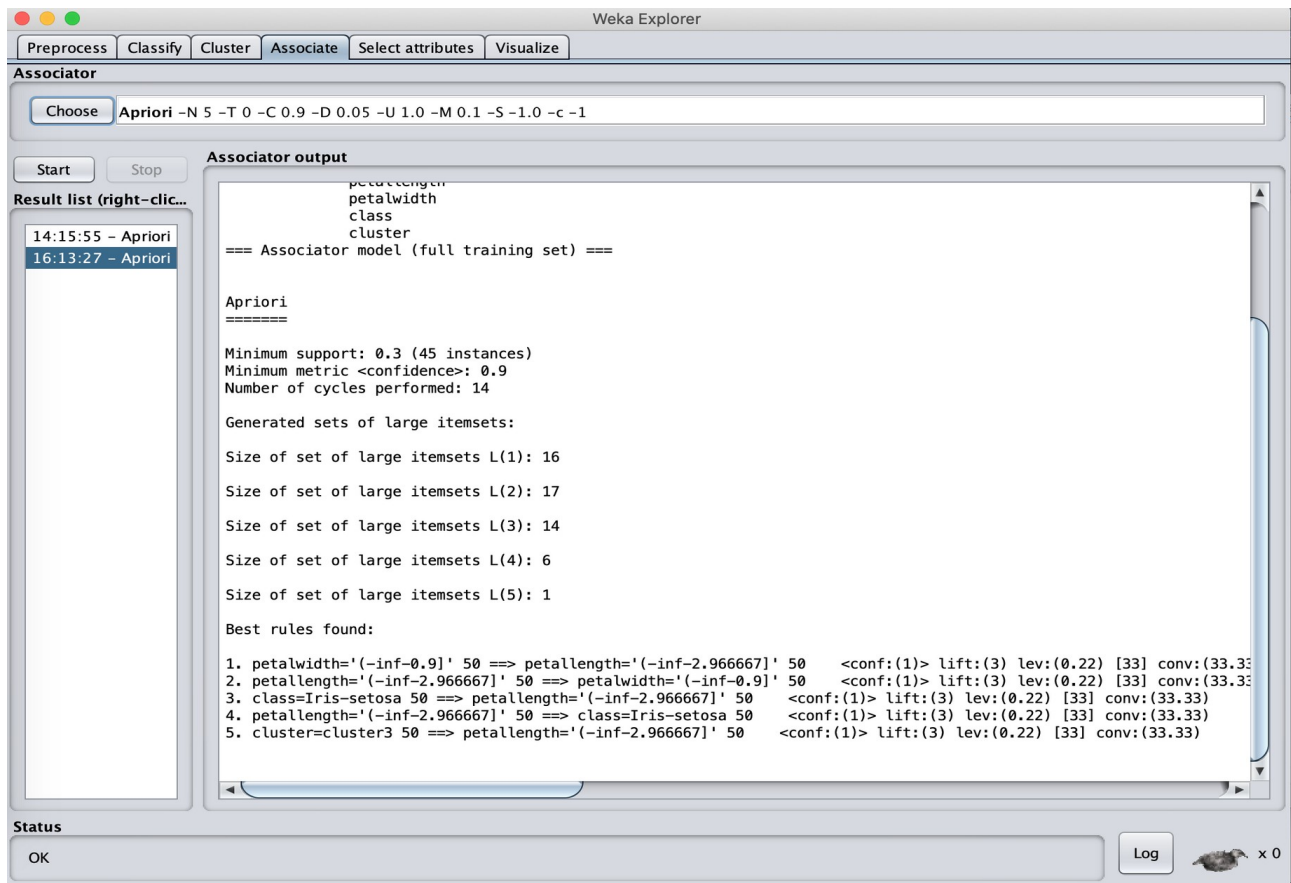 Weka Explorer
Preprocess Classify Cluster Associate Select attributes Visualize
Associator
Choose Apriori -N 5 -T 0 -C 0.9 -D 0.05 -U 1.0 -M 0.1 -S -1.0 -c -1
Start Stop
Result list (right-clic...
14:15:55 - Apriori
16:13:27 - Apriori
Associator output
petallength
petalwidth
class
cluster
=== Associator model (full training set) ===
Apriori
=======
Minimum support: 0.3 (45 instances)
Minimum metric <confidence>: 0.9
Number of cycles performed: 14
Generated sets of large itemsets:
Size of set of large itemsets L(1): 16
Size of set of large itemsets L(2): 17
Size of set of large itemsets L(3): 14
Size of set of large itemsets L(4): 6
Size of set of large itemsets L(5): 1
Best rules found:
1. petalwidth='(-inf-0.9]' 50 ==> petallength='(-inf-2.966667]' 50    <conf:(1)> lift:(3) lev:(0.22) [33] conv:(33.33
2. petallength='(-inf-2.966667]' 50 ==> petalwidth='(-inf-0.9]' 50    <conf:(1)> lift:(3) lev:(0.22) [33] conv:(33.33
3. class=Iris-setosa 50 ==> petallength='(-inf-2.966667]' 50    <conf:(1)> lift:(3) lev:(0.22) [33] conv:(33.33)
4. petallength='(-inf-2.966667]' 50 ==> class=Iris-setosa 50    <conf:(1)> lift:(3) lev:(0.22) [33] conv:(33.33)
5. cluster=cluster3 50 ==> petallength='(-inf-2.966667]' 50    <conf:(1)> lift:(3) lev:(0.22) [33] conv:(33.33)
Status
OK
Log x 0